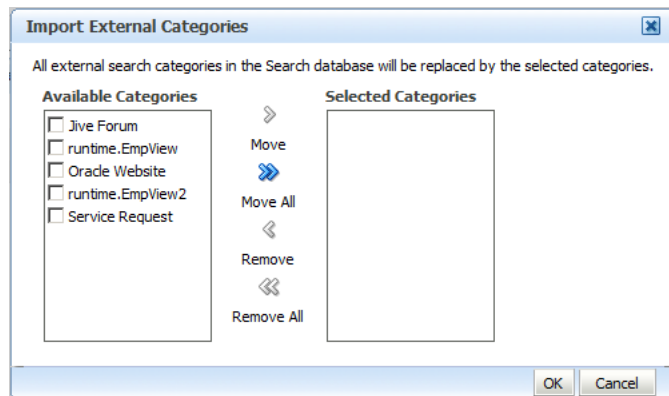 Import External Categories
All external search categories in the Search database will be replaced by the selected categories.
Available Categories
Jive Forum
runtime.EmpView
Oracle Website
runtime.EmpView2
Service Request
Move
Move All
Remove
Remove All
Selected Categories
OK
Cancel